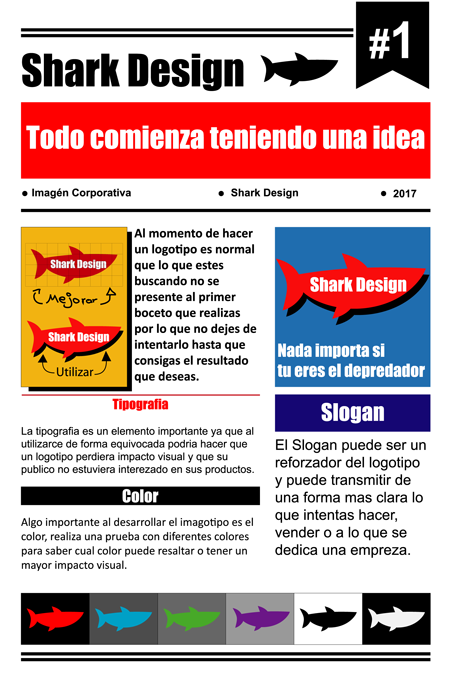 #1
Shark Design
Todo comienza teniendo una idea
● Imagén Corporativa ● Shark Design ● 2017
Shark Design
Mejorar
Shark Design
Utilizar
Al momento de hacer
un logotipo es normal
que lo que estes
buscando no se
presente al primer
boceto que realizas
por lo que no dejes de
intentarlo hasta que
consigas el resultado
que deseas.
Shark Design
Nada importa si
tu eres el depredador
Tipografia
La tipografia es un elemento importante ya que al
utilizarce de forma equivocada podria hacer que
un logotipo perdiera impacto visual y que su
publico no estuviera interezado en sus productos.
Color
Algo importante al desarrollar el imagotipo es el
color, realiza una prueba con diferentes colores
para saber cual color puede resaltar o tener un
mayor impacto visual.
Slogan
El Slogan puede ser un
reforzador del logotipo
y puede transmitir de
una forma mas clara lo
que intentas hacer,
vender o a lo que se
dedica una empreza.